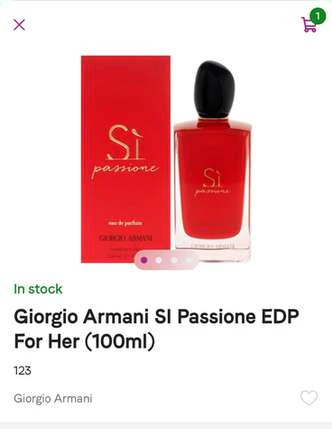 1
Sì
passione
eau de parfum
GIORGIO ARMANI
Sì
passione
In stock
Giorgio Armani SI Passione EDP
For Her (100ml)
123
Giorgio Armani